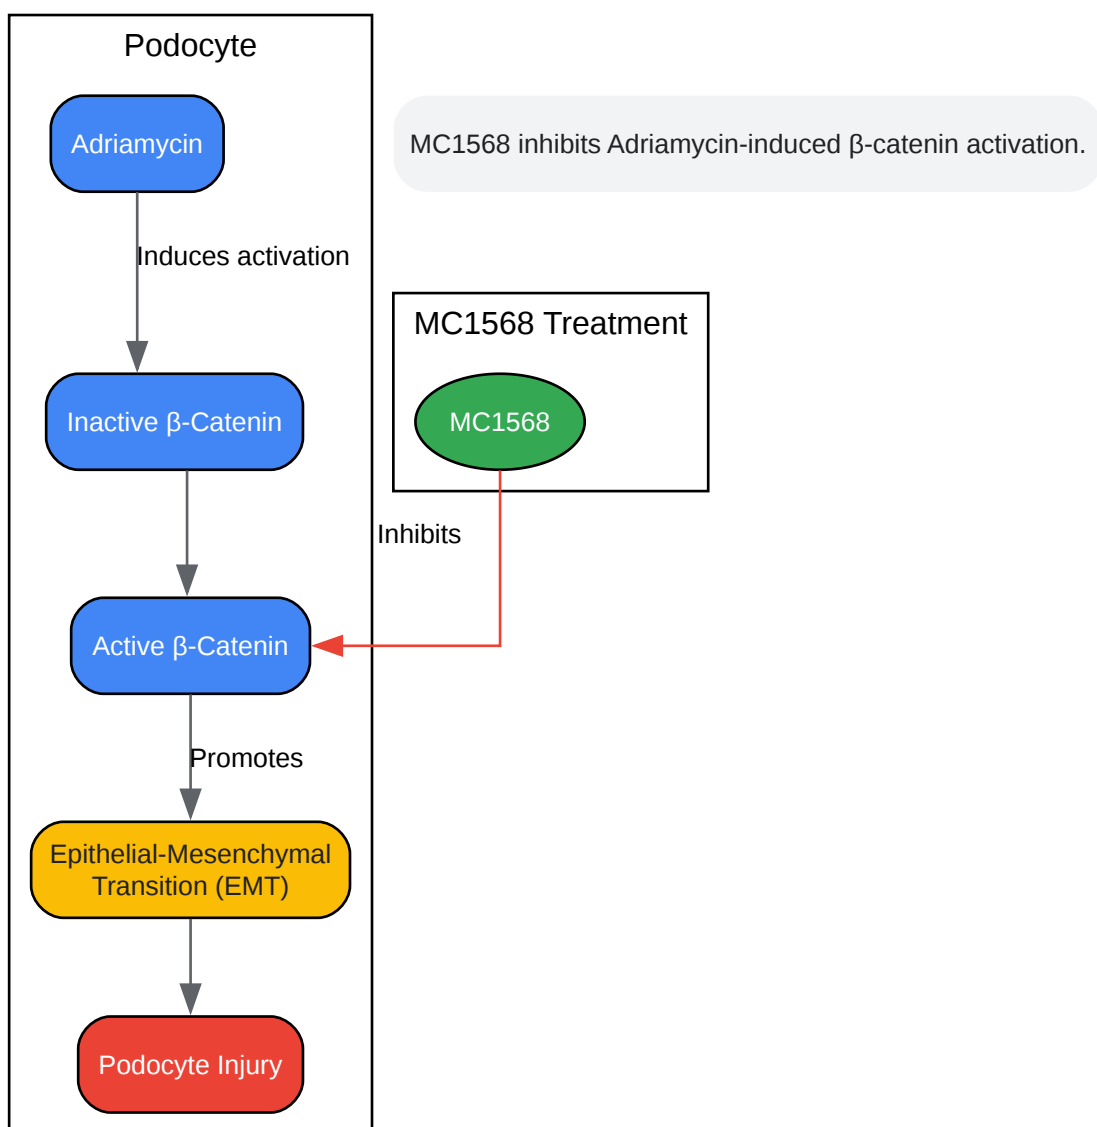 Podocyte
Adriamycin
MC1568 inhibits Adriamycin-induced β-catenin activation.
Induces activation
MC1568 Treatment
Inactive β-Catenin
MC1568
Inhibits
Active β-Catenin
Promotes
Epithelial-Mesenchymal
Transition (EMT)
Podocyte Injury